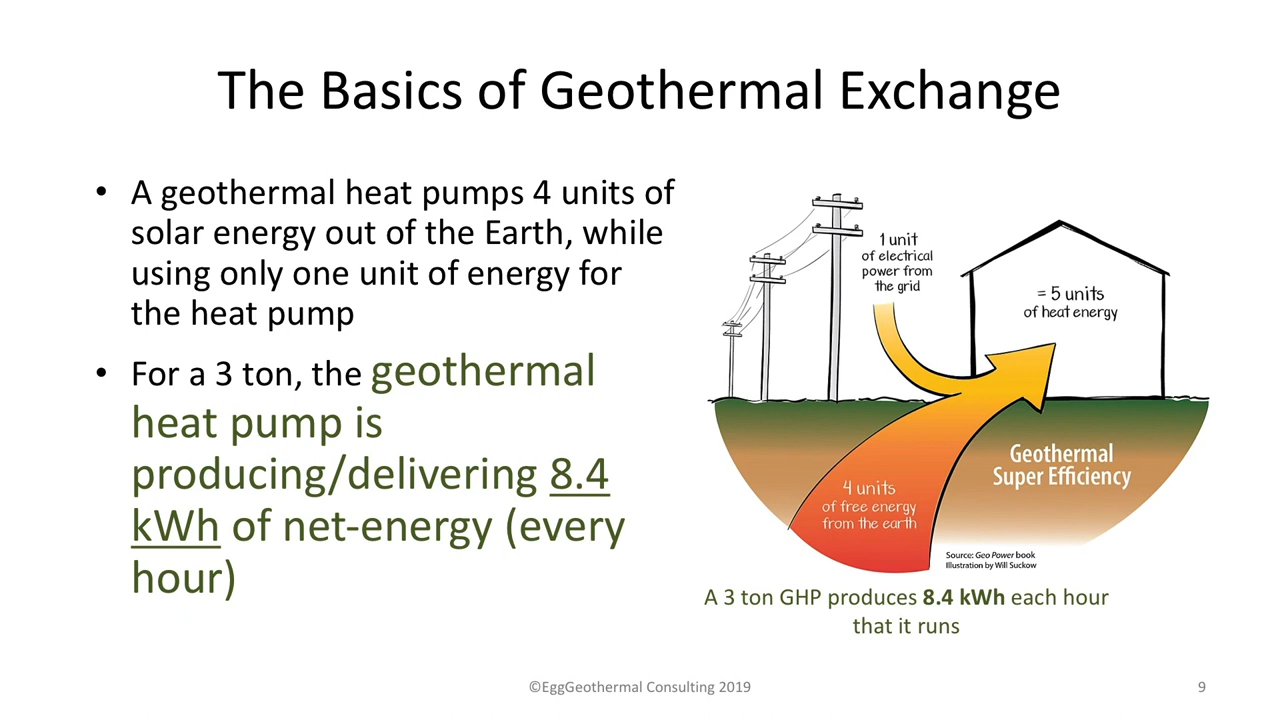 The Basics of Geothermal Exchange
• A geothermal heat pumps 4 units of
solar energy out of the Earth, while
using only one unit of energy for
the heat pump
• For a 3 ton, the geothermal
heat pump is
producing/delivering 8.4
kWh of net-energy (every
hour)
1 unit
of electrical
power from
the grid
= 5 units
of heat energy
Geothermal
Super Efficiency
4 units
of free energy
from the earth
Source: Geo Power book
Illustration by Will Suckow
A 3 ton GHP produces 8.4 kWh each hour
that it runs
©EggGeothermal Consulting 2019
9